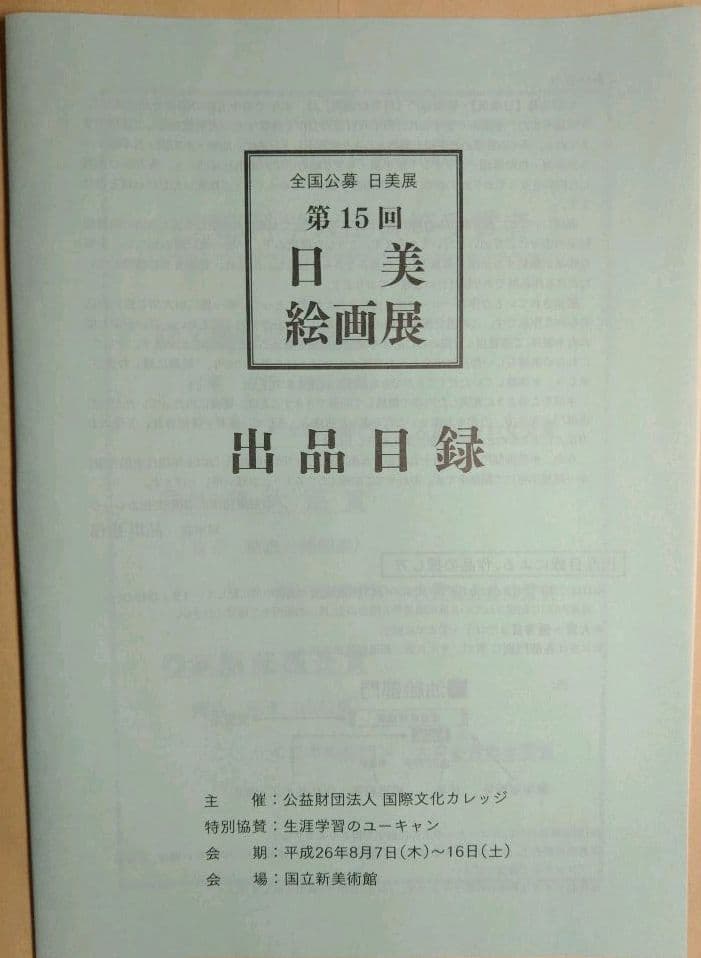 全国公募 日美展
第15回
日 美
絵画展
出品目録
主 催：公益財団法人 国際文化カレッジ
特別協賛：生涯学習のユーキャン
会 期：平成26年8月7日(木)～16日(土)
会 場：国立新美術館